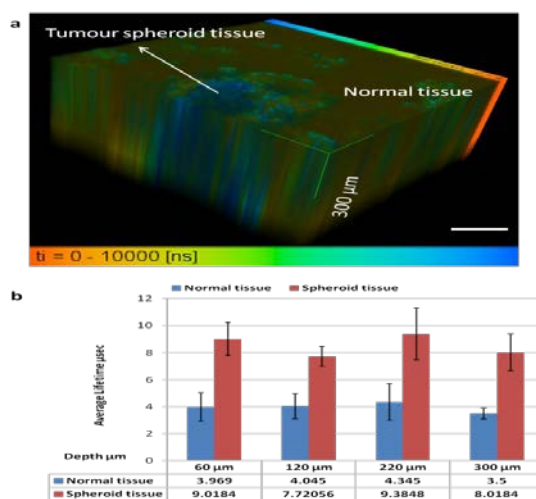 a
Tumour spheroid tissue
Normal tissue
300 µm
ti = 0 - 10000 [ns]
b
Normal tissue Spheroid tissue
12
10
8
6
4
2
0
Average Lifetime µsec
Depth µm
60 µm 120 µm 220 µm 300 µm
Normal tissue 3.969 4.045 4.345 3.5
Spheroid tissue 9.0184 7.72056 9.3848 8.0184